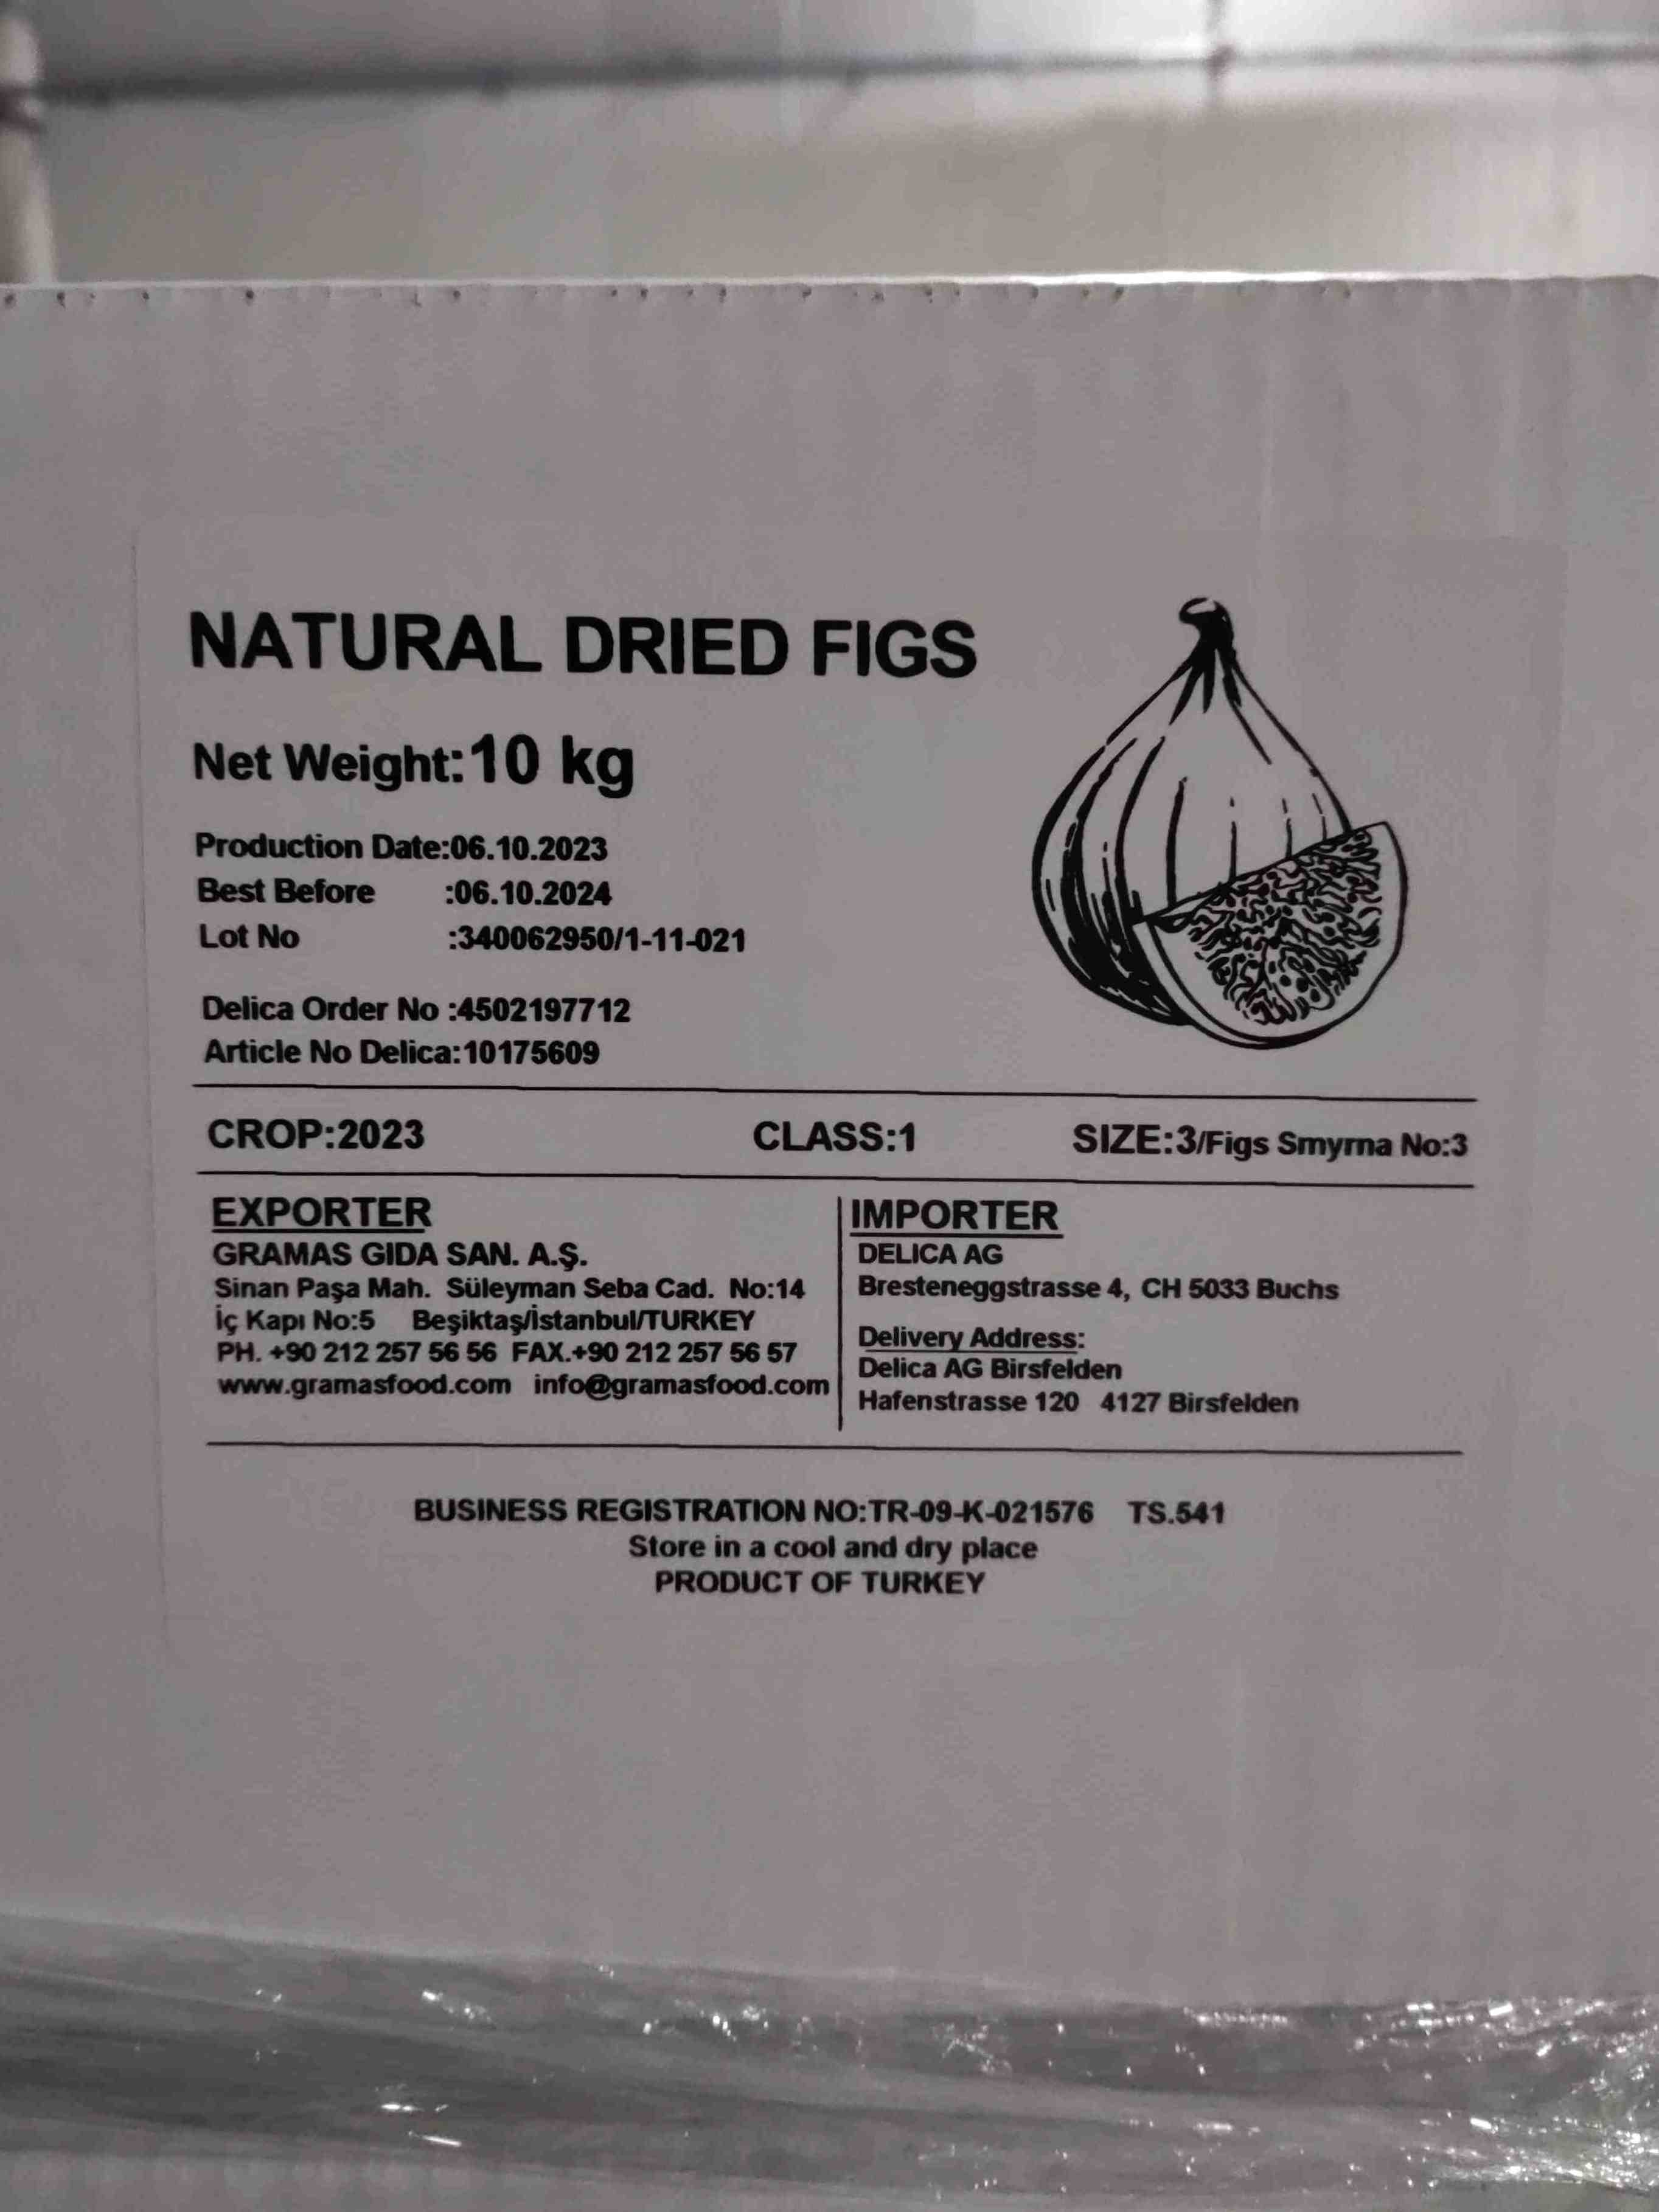 NATURAL DRIED FIGS
Net Weight:10 kg
Production Date:06.10.2023
Best Before :06.10.2024
Lot No :340062950/1-11-021
Delica Order No :4502197712
Article No Delica:10175609
CROP:2023 CLASS:1 SIZE:3/Figs Smyrna No:3
EXPORTER
GRAMAS GIDA SAN. A.Ş.
Sinan Paşa Mah. Süleyman Seba Cad. No:14
İç Kapı No:5 Beşiktaş/İstanbul/TURKEY
PH. +90 212 257 56 56 FAX.+90 212 257 56 57
www.gramasfood.com info@gramasfood.com
IMPORTER
DELICA AG
Bresteneggstrasse 4, CH 5033 Buchs
Delivery Address:
Delica AG Birsfelden
Hafenstrasse 120 4127 Birsfelden
BUSINESS REGISTRATION NO:TR-09-K-021576 TS.541
Store in a cool and dry place
PRODUCT OF TURKEY